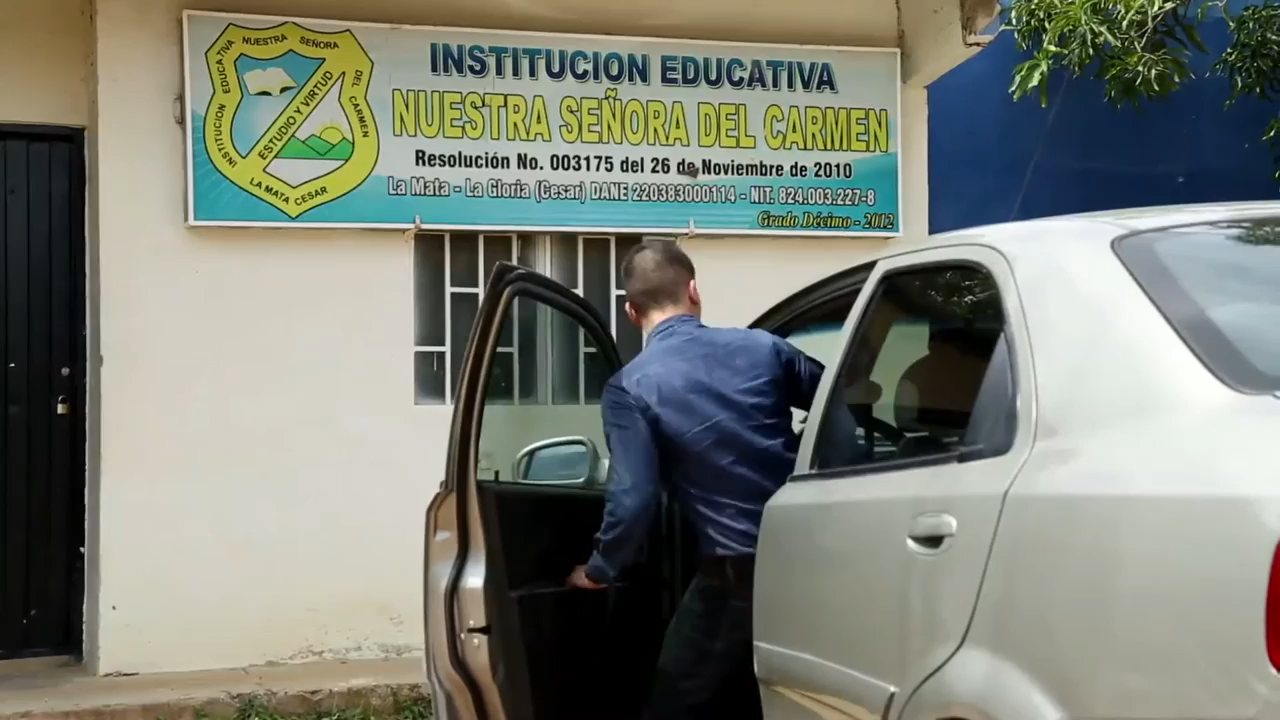 INSTITUCION EDUCATIVA NUESTRA SEÑORA DEL CARMEN
ESTUDIO Y VIRTUD
LA MATA CESAR
INSTITUCION EDUCATIVA
NUESTRA SEÑORA DEL CARMEN
Resolución No. 003175 del 26 de Noviembre de 2010
La Mata - La Gloria (Cesar) DANE 220383000114 - NIT. 824.003.227-8
Grado Décimo - 2012